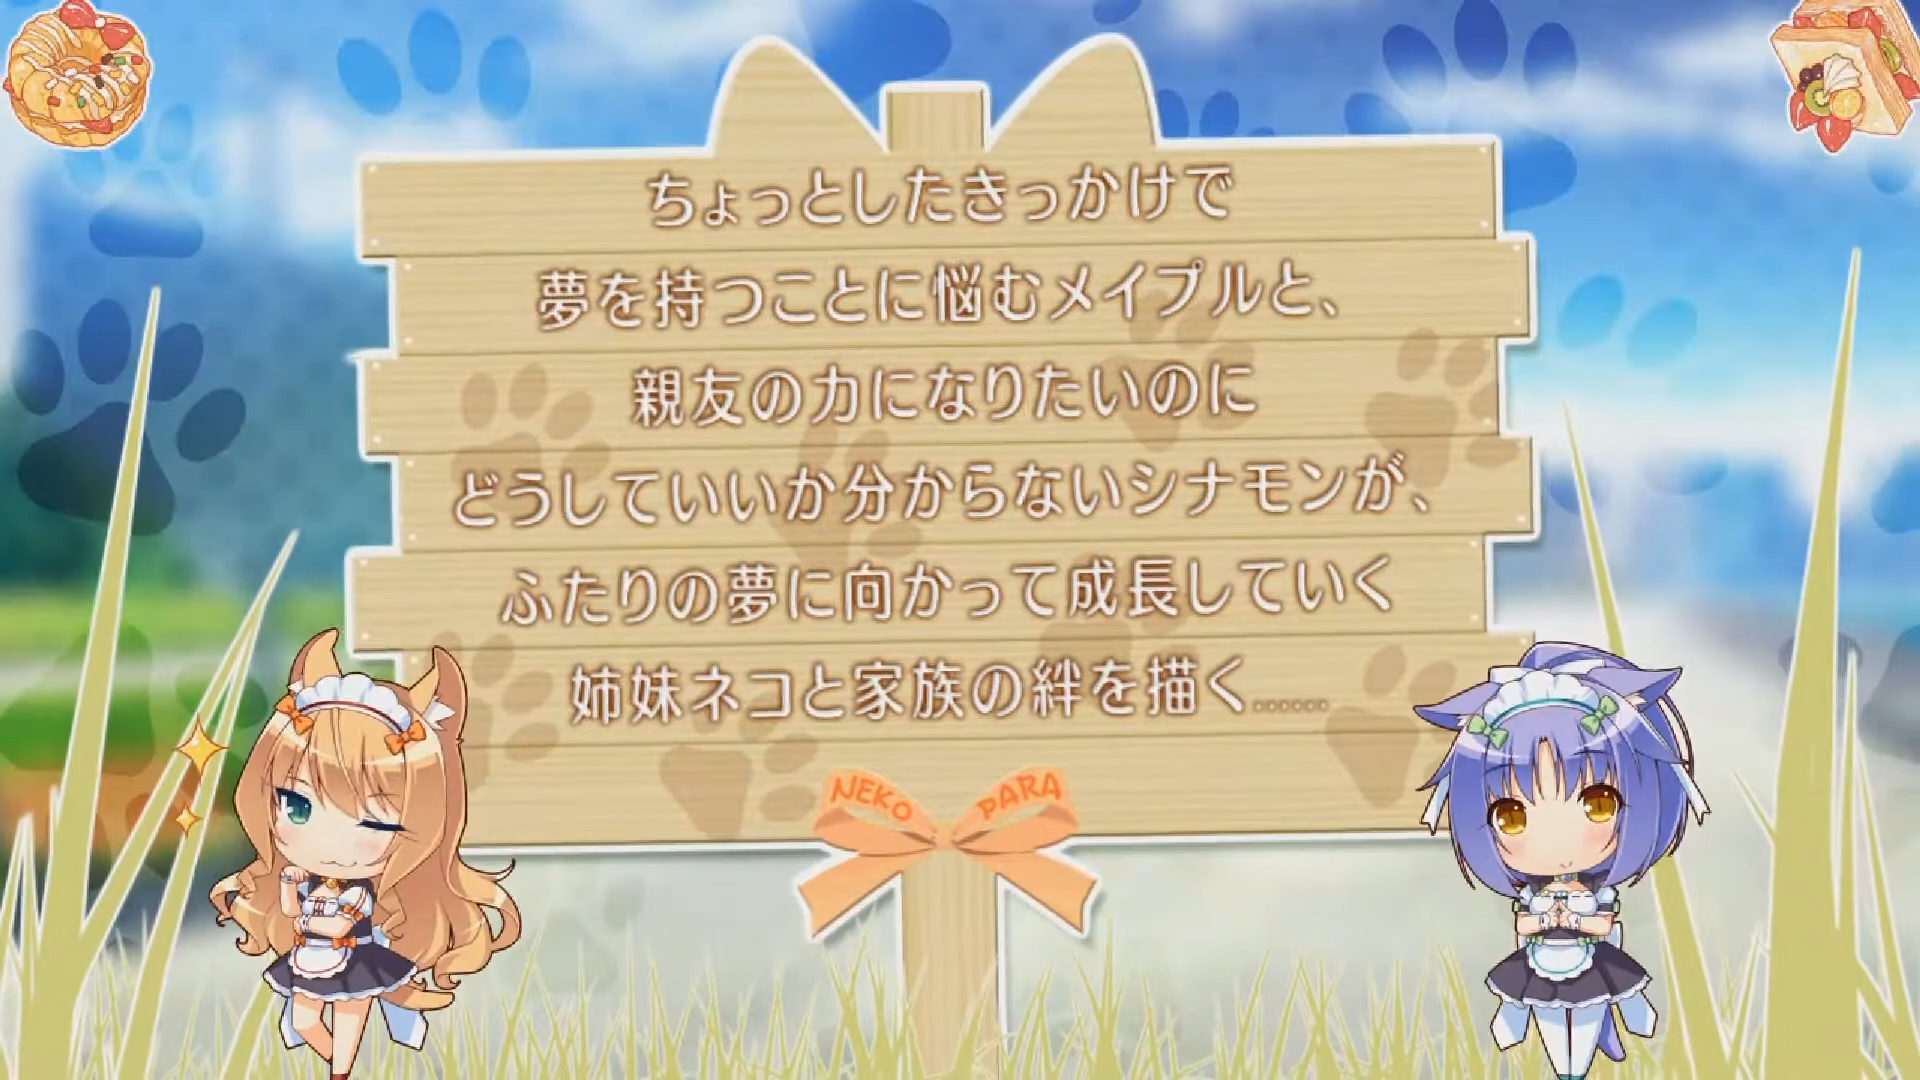 ちょっとしたきっかけで
夢を持つことに悩むメイプルと、
親友の力になりたいのに
どうしていいか分からないシナモンが、
ふたりの夢に向かって成長していく
姉妹ネコと家族の絆を描く……
NEKO PARA